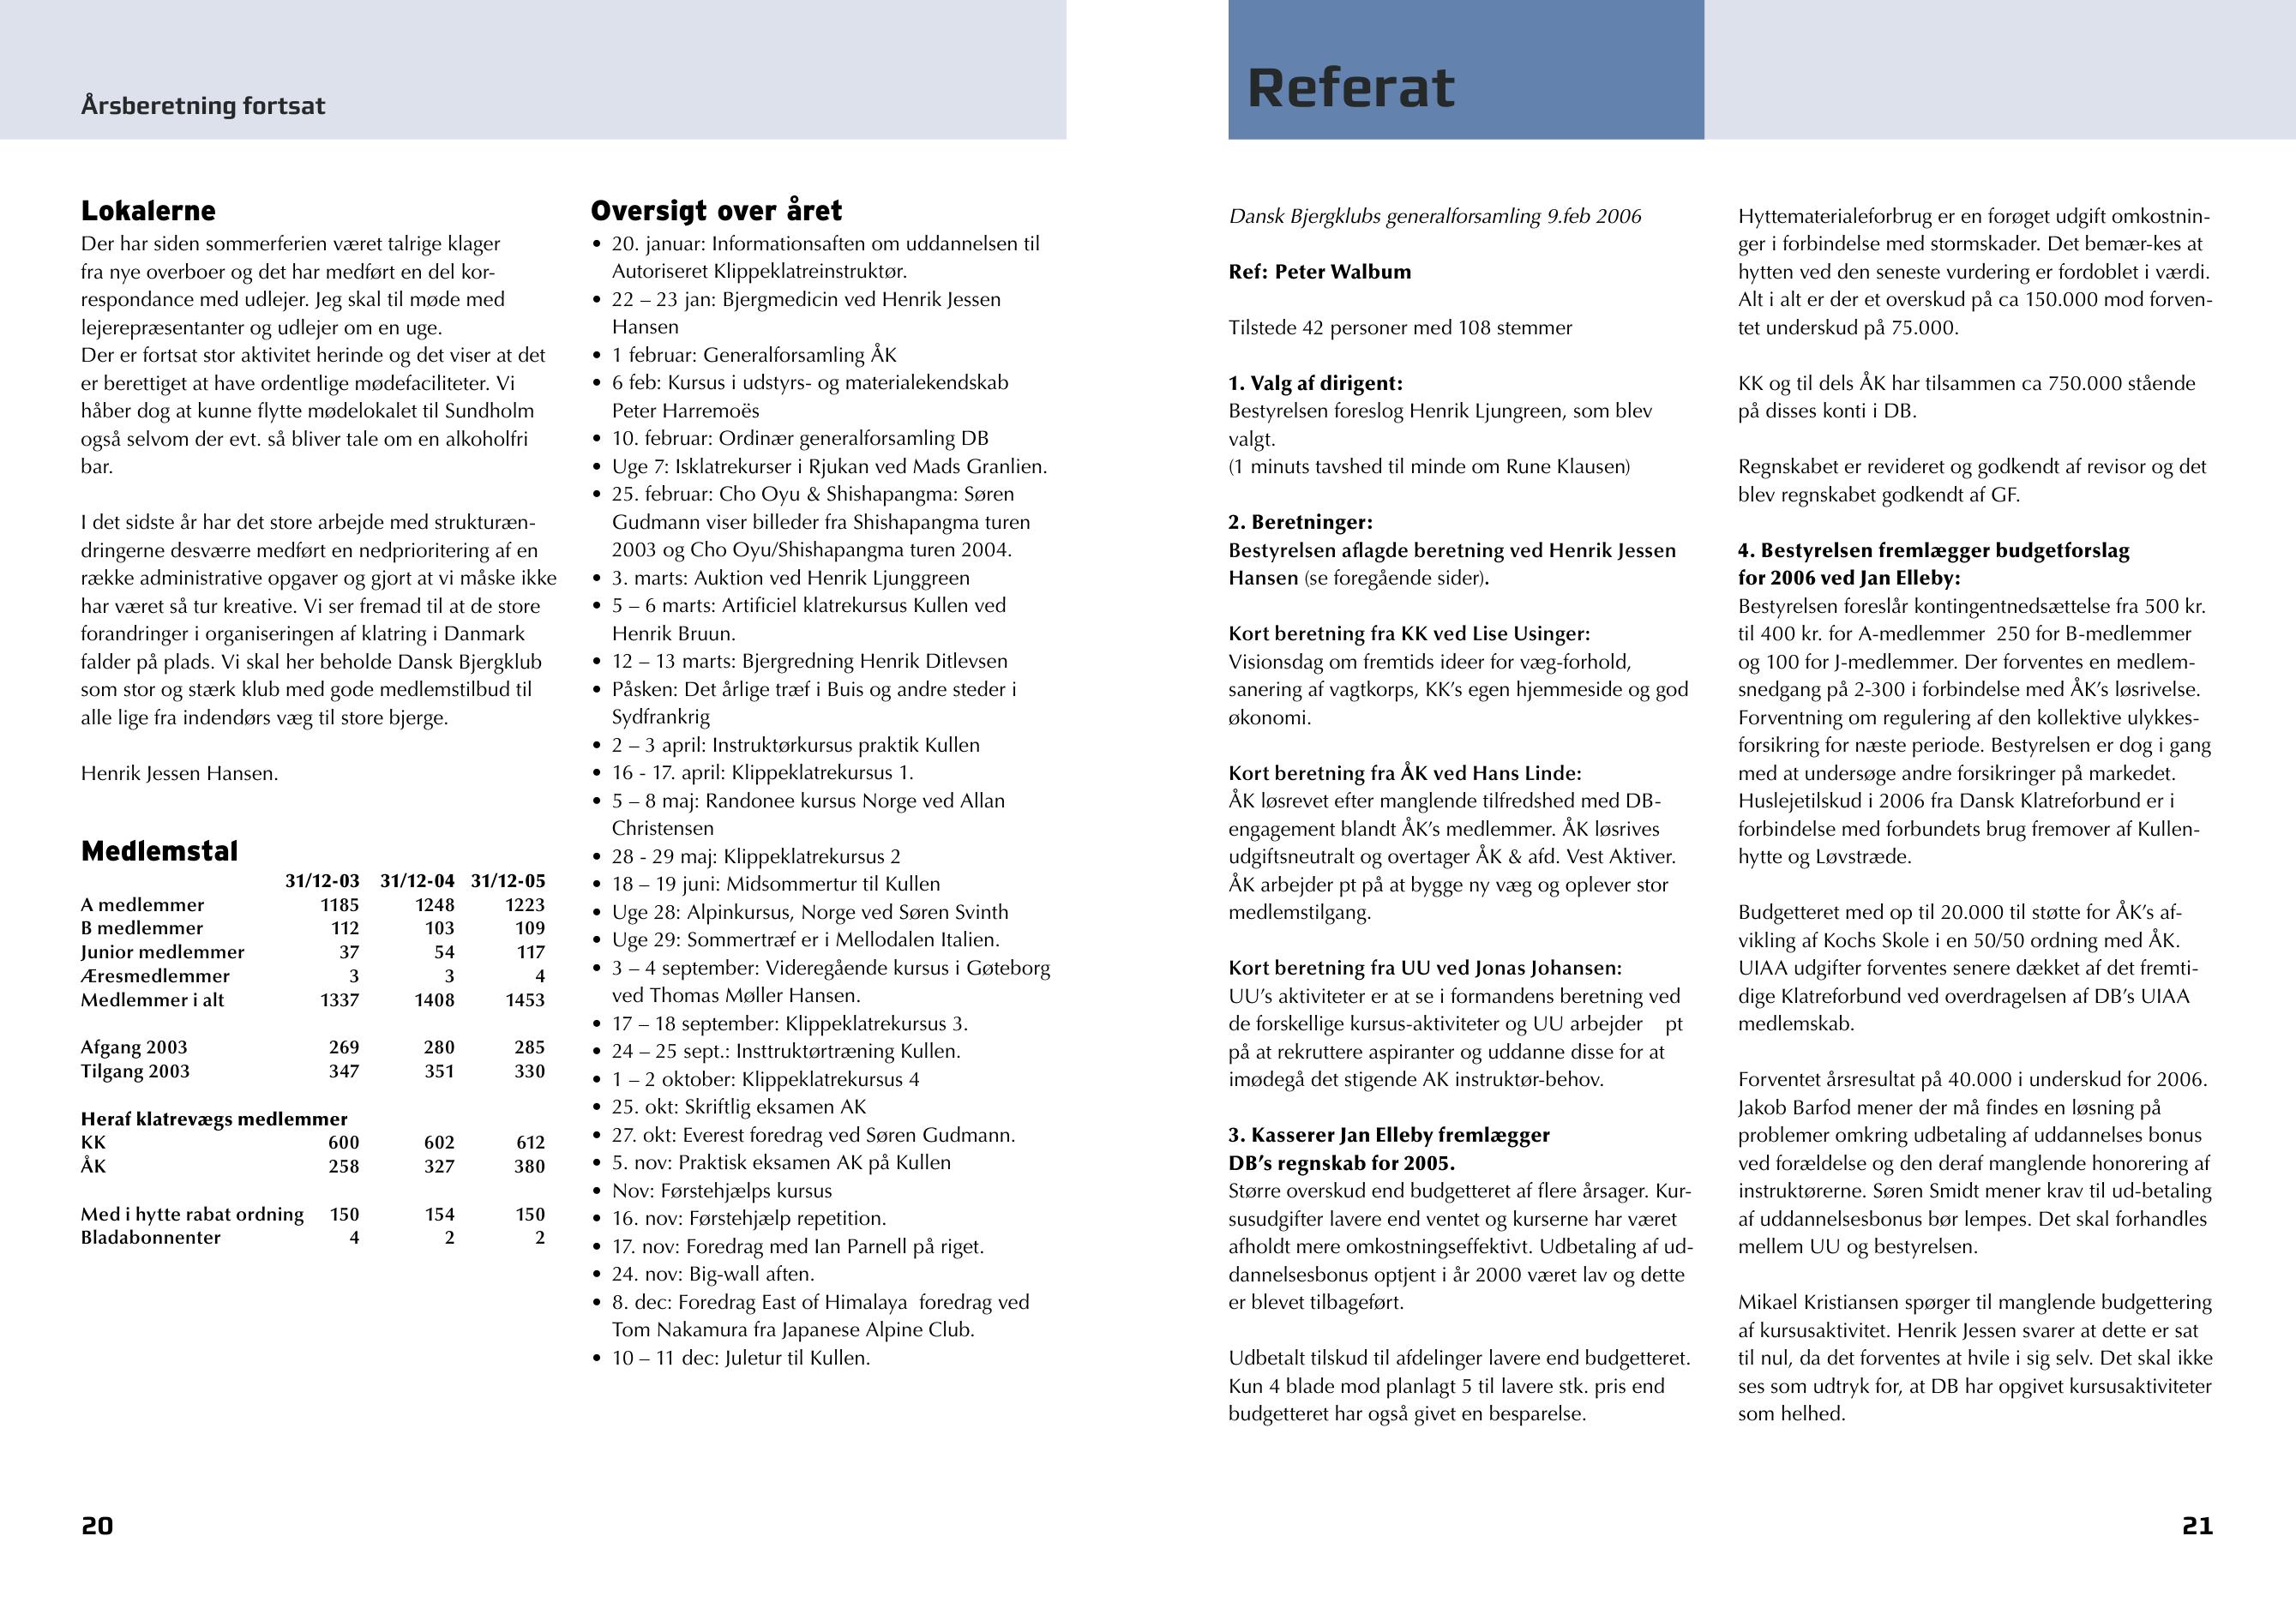 Årsberetning fortsat
Lokalerne
Der har siden sommerferien været talrige klager
fra nye overboer og det har medført en del kor-
respondance med udlejer. Jeg skal til møde med
lejerepræsentanter og udlejer om en uge.
Der er fortsat stor aktivitet herinde og det viser at det
er berettiget at have ordentlige mødefaciliteter. Vi
håber dog at kunne flytte mødelokalet til Sundholm
også selvom der evt. så bliver tale om en alkoholfri
bar.
I det sidste år har det store arbejde med strukturæn-
dringerne desværre medført en nedprioritering af en
række administrative opgaver og gjort at vi måske ikke
har været så tur kreative. Vi ser fremad til at de store
forandringer i organiseringen af klatring i Danmark
falder på plads. Vi skal her beholde Dansk Bjergklub
som stor og stærk klub med gode medlemstilbud til
alle lige fra indendørs væg til store bjerge.
Henrik Jessen Hansen.
Medlemstal
31/12-03 31/12-04 31/12-05
A medlemmer 1185 1248 1223
B medlemmer 112 103 109
Junior medlemmer 37 54 117
Æresmedlemmer 3 3 4
Medlemmer i alt 1337 1408 1453
Afgang 2003 269 280 285
Tilgang 2003 347 351 330
Heraf klatrevægs medlemmer
KK 600 602 612
ÅK 258 327 380
Med i hytte rabat ordning 150 154 150
Bladabonnenter 4 2 2
Oversigt over året
• 20. januar: Informationsaften om uddannelsen til
Autoriseret Klippeklatreinstruktør.
• 22 – 23 jan: Bjergmedicin ved Henrik Jessen
Hansen
• 1 februar: Generalforsamling ÅK
• 6 feb: Kursus i udstyrs- og materialekendskab
Peter Harremoës
• 10. februar: Ordinær generalforsamling DB
• Uge 7: Isklatrekurser i Rjukan ved Mads Granlien.
• 25. februar: Cho Oyu & Shishapangma: Søren
Gudmann viser billeder fra Shishapangma turen
2003 og Cho Oyu/Shishapangma turen 2004.
• 3. marts: Auktion ved Henrik Ljunggreen
• 5 – 6 marts: Artificiel klatrekursus Kullen ved
Henrik Bruun.
• 12 – 13 marts: Bjergredning Henrik Ditlevsen
• Påsken: Det årlige træf i Buis og andre steder i
Sydfrankrig
• 2 – 3 april: Instruktørkursus praktik Kullen
• 16 - 17. april: Klippeklatrekursus 1.
• 5 – 8 maj: Randonee kursus Norge ved Allan
Christensen
• 28 - 29 maj: Klippeklatrekursus 2
• 18 – 19 juni: Midsommertur til Kullen
• Uge 28: Alpinkursus, Norge ved Søren Svinth
• Uge 29: Sommertræf er i Mellodalen Italien.
• 3 – 4 september: Videregående kursus i Gøteborg
ved Thomas Møller Hansen.
• 17 – 18 september: Klippeklatrekursus 3.
• 24 – 25 sept.: Insttruktørtræning Kullen.
• 1 – 2 oktober: Klippeklatrekursus 4
• 25. okt: Skriftlig eksamen AK
• 27. okt: Everest foredrag ved Søren Gudmann.
• 5. nov: Praktisk eksamen AK på Kullen
• Nov: Førstehjælps kursus
• 16. nov: Førstehjælp repetition.
• 17. nov: Foredrag med Ian Parnell på riget.
• 24. nov: Big-wall aften.
• 8. dec: Foredrag East of Himalaya  foredrag ved
Tom Nakamura fra Japanese Alpine Club.
• 10 – 11 dec: Juletur til Kullen.
20
Referat
Dansk Bjergklubs generalforsamling 9.feb 2006
Ref: Peter Walbum
Tilstede 42 personer med 108 stemmer
1. Valg af dirigent:
Bestyrelsen foreslog Henrik Ljungreen, som blev
valgt.
(1 minuts tavshed til minde om Rune Klausen)
2. Beretninger:
Bestyrelsen aflagde beretning ved Henrik Jessen
Hansen (se foregående sider).
Kort beretning fra KK ved Lise Usinger:
Visionsdag om fremtids ideer for væg-forhold,
sanering af vagtkorps, KK's egen hjemmeside og god
økonomi.
Kort beretning fra ÅK ved Hans Linde:
ÅK løsrevet efter manglende tilfredshed med DB-
engagement blandt ÅK's medlemmer. ÅK løsrives
udgiftsneutralt og overtager ÅK & afd. Vest Aktiver.
ÅK arbejder pt på at bygge ny væg og oplever stor
medlemstilgang.
Kort beretning fra UU ved Jonas Johansen:
UU's aktiviteter er at se i formandens beretning ved
de forskellige kursus-aktiviteter og UU arbejder pt
på at rekruttere aspiranter og uddanne disse for at
imødegå det stigende AK instruktør-behov.
3. Kasserer Jan Elleby fremlægger
DB's regnskab for 2005.
Større overskud end budgetteret af flere årsager. Kur-
susudgifter lavere end ventet og kurserne har været
afholdt mere omkostningseffektivt. Udbetaling af ud-
dannelsesbonus optjent i år 2000 været lav og dette
er blevet tilbageført.
Udbetalt tilskud til afdelinger lavere end budgetteret.
Kun 4 blade mod planlagt 5 til lavere stk. pris end
budgetteret har også givet en besparelse.
Hyttematerialeforbrug er en forøget udgift omkostnin-
ger i forbindelse med stormskader. Det bemær-kes at
hytten ved den seneste vurdering er fordoblet i værdi.
Alt i alt er der et overskud på ca 150.000 mod forven-
tet underskud på 75.000.
KK og til dels ÅK har tilsammen ca 750.000 stående
på disses konti i DB.
Regnskabet er revideret og godkendt af revisor og det
blev regnskabet godkendt af GF.
4. Bestyrelsen fremlægger budgetforslag
for 2006 ved Jan Elleby:
Bestyrelsen foreslår kontingentnedsættelse fra 500 kr.
til 400 kr. for A-medlemmer  250 for B-medlemmer
og 100 for J-medlemmer. Der forventes en medlem-
snedgang på 2-300 i forbindelse med ÅK's løsrivelse.
Forventning om regulering af den kollektive ulykkes-
forsikring for næste periode. Bestyrelsen er dog i gang
med at undersøge andre forsikringer på markedet.
Huslejetilskud i 2006 fra Dansk Klatreforbund er i
forbindelse med forbundets brug fremover af Kullen-
hytte og Løvstræde.
Budgetteret med op til 20.000 til støtte for ÅK's af-
vikling af Kochs Skole i en 50/50 ordning med ÅK.
UIAA udgifter forventes senere dækket af det fremti-
dige Klatreforbund ved overdragelsen af DB's UIAA
medlemskab.
Forventet årsresultat på 40.000 i underskud for 2006.
Jakob Barfod mener der må findes en løsning på
problemer omkring udbetaling af uddannelses bonus
ved forældelse og den deraf manglende honorering af
instruktørerne. Søren Smidt mener krav til ud-betaling
af uddannelsesbonus bør lempes. Det skal forhandles
mellem UU og bestyrelsen.
Mikael Kristiansen spørger til manglende budgettering
af kursusaktivitet. Henrik Jessen svarer at dette er sat
til nul, da det forventes at hvile i sig selv. Det skal ikke
ses som udtryk for, at DB har opgivet kursusaktiviteter
som helhed.
21